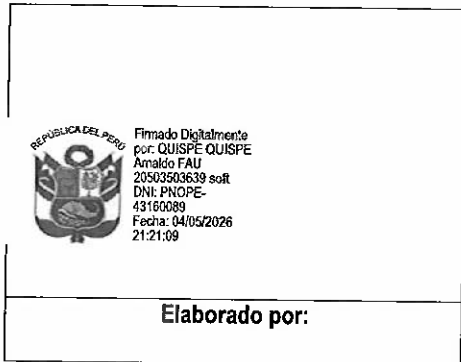 REPÚBLICA DEL PERÚ
Firmado Digitalmente
por: QUISPE QUISPE
Arnaldo FAU
20503503639 soft
DNI: PNOPE-
43160089
Fecha: 04/05/2026
21:21:09
Elaborado por: